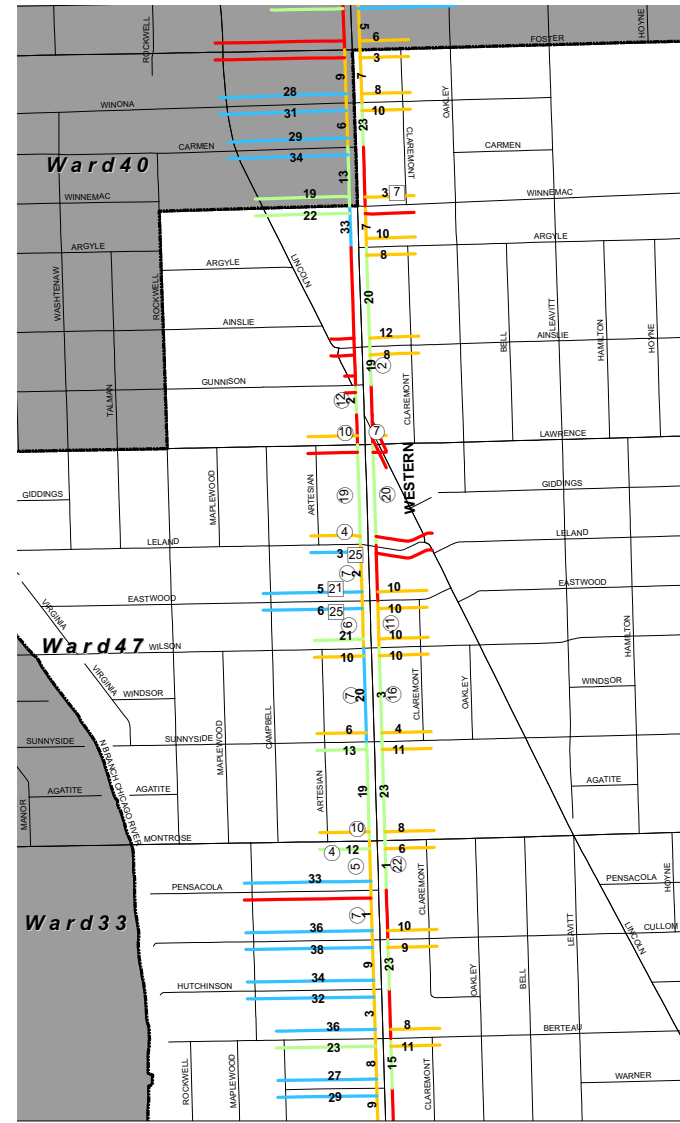 ROCKWELL
HOYNE
5
6
FOSTER
3
9
7
28
8
WINONA
31
10
OAKLEY
6
23
29
CARMEN
34
CLAREMONT
CARMEN
Ward40
13
19
3
7
WINNEMAC
WINNEMAC
22
33
7
10
ARGYLE
ARGYLE
8
ARGYLE
LINCOLN
WASHTENAW
ROCKWELL
20
LEAVITT
BELL
HAMILTON
HOYNE
AINSLIE
12
AINSLIE
8
19
2
GUNNISON
TALMAN
12
2
CLAREMONT
10
7
LAWRENCE
WESTERN
GIDDINGS
MAPLEWOOD
ARTESIAN
19
20
GIDDINGS
4
LELAND
LELAND
3
25
7
2
5
21
10
EASTWOOD
EASTWOOD
VIRGINIA
6
25
10
6
11
HAMILTON
21
10
Ward47
WILSON
10
10
VIRGINIA
WINDSOR
7
20
3
16
CLAREMONT
OAKLEY
WINDSOR
6
4
SUNNYSIDE
SUNNYSIDE
MAPLEWOOD
CAMPBELL
13
11
N BRANCH CHICAGO RIVER
AGATITE
AGATITE
ARTESIAN
19
23
AGATITE
MANOR
10
8
MONTROSE
4
12
6
5
1
22
33
PENSACOLA
CLAREMONT
PENSACOLA
HOYNE
7
1
Ward33
36
10
LEAVITT
LINCOLN
CULLOM
38
9
9
23
34
HUTCHINSON
32
OAKLEY
BELL
3
36
8
BERTEAU
23
11
8
15
ROCKWELL
MAPLEWOOD
CLAREMONT
27
WARNER
29
9